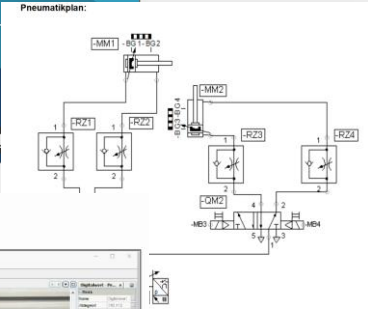 Pneumatikplan:
-MM1 -BG1-BG2
-MM2
-BG3-BG4
-RZ1 -RZ2 -RZ3 -RZ4
1 1 1 1
2 2 2 2
-QM2 4 2
-MB3 -MB4
5 3
1